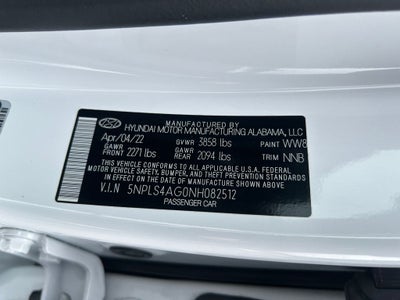 MANUFACTURED BY
HYUNDAI MOTOR MANUFACTURING ALABAMA, LLC
Apr/04/22 GVWR 3858 lbs PAINT WW8
GAWR FRONT 2271 lbs GAWR REAR 2094 lbs TRIM NNB
THIS VEHICLE CONFORMS TO ALL APPLICABLE U.S.A. FEDERAL
MOTOR VEHICLE SAFETY, BUMPER, AND THEFT PREVENTION
STANDARDS IN EFFECT ON THE DATE OF MANUFACTURE SHOWN ABOVE.
V.I.N 5NPLS4AG0NH082512
PASSENGER CAR